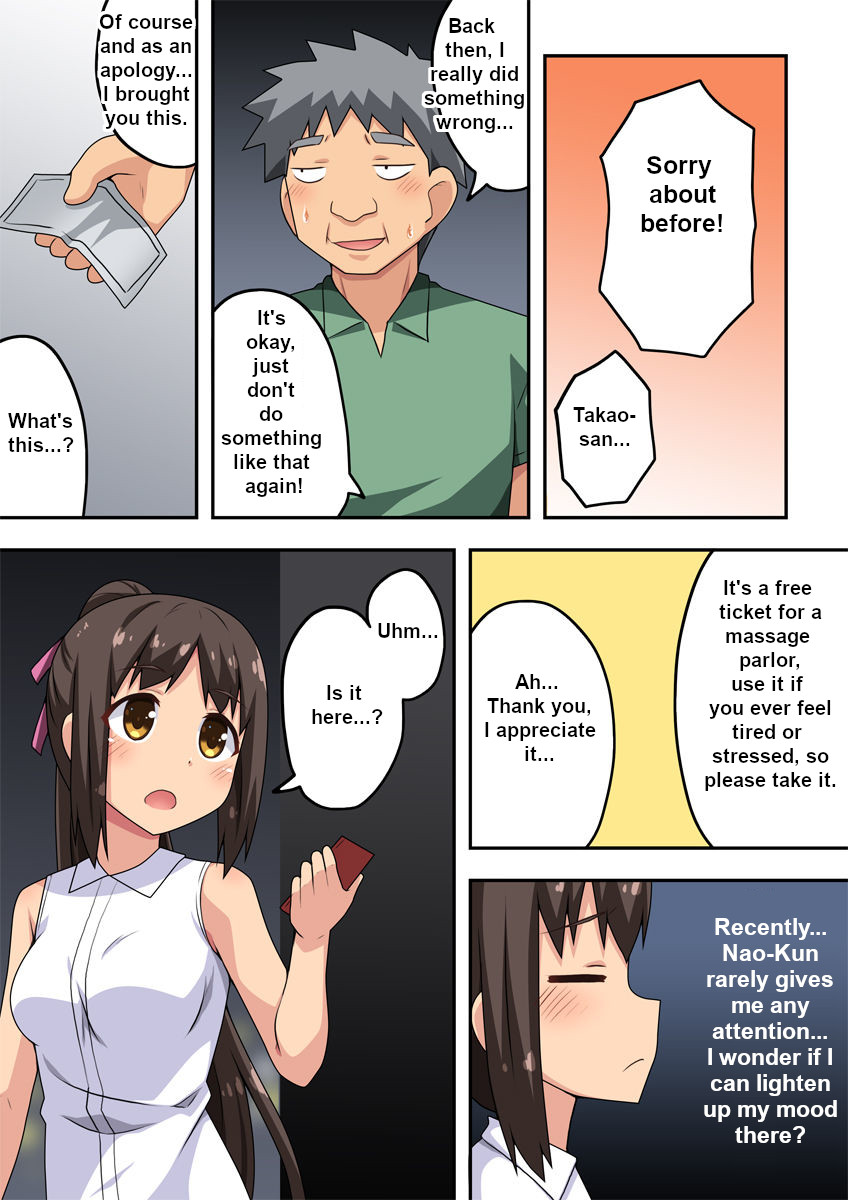 Sorry
about
before!
Takao-
san...
Back
then, I
really did
something
wrong...
It's
okay,
just
don't
do
something
like that
again!
Of course
and as an
apology...
I brought
you this.
What's
this...?
It's a free
ticket for a
massage
parlor,
use it if
you ever feel
tired or
stressed, so
please take it.
Ah...
Thank you,
I appreciate
it...
Recently...
Nao-Kun
rarely gives
me any
attention...
I wonder if I
can lighten
up my mood
there?
Uhm...
Is it
here...?